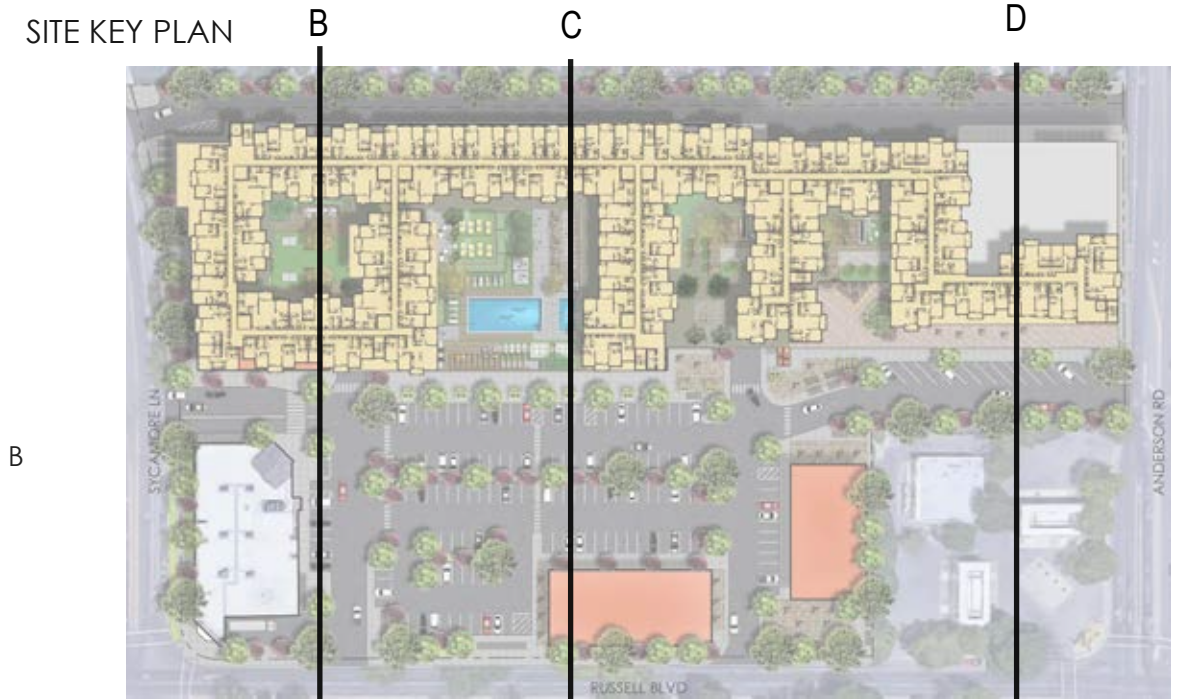 SITE KEY PLAN
B
C
D
SYCAMORE LN
B
ANDERSON RD
RUSSELL BLVD